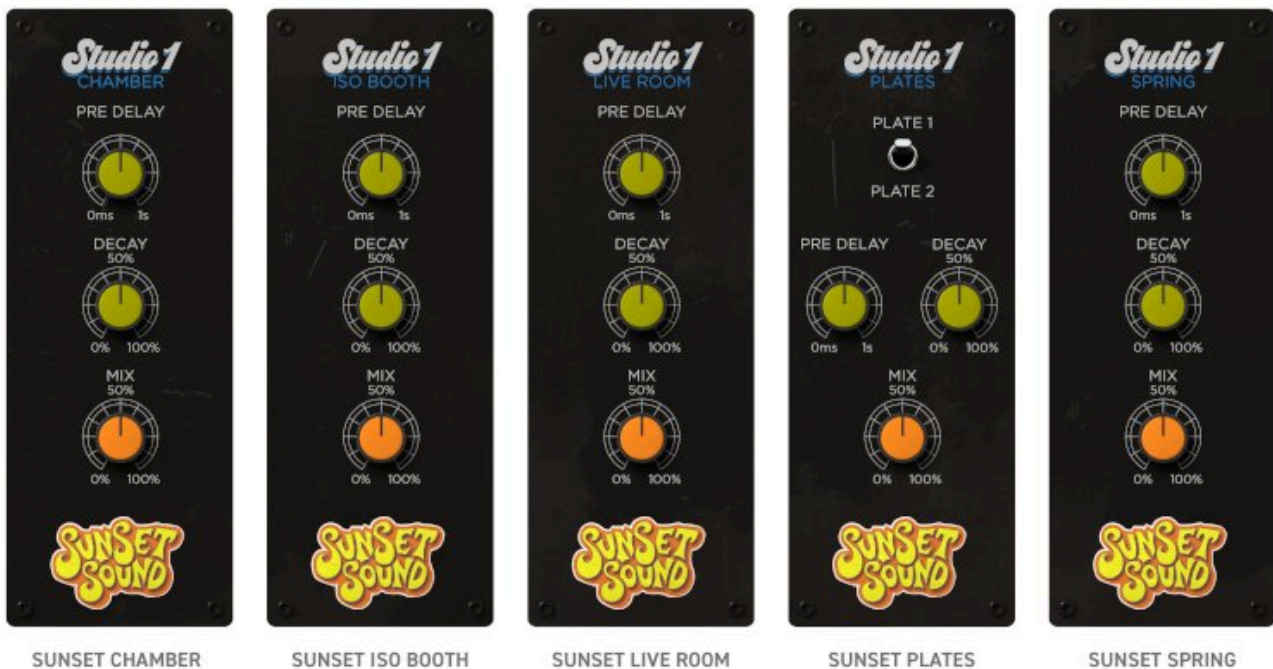 Studio 1
CHAMBER
PRE DELAY
0ms 1s
DECAY
50%
0% 100%
MIX
50%
0% 100%
SUNSET SOUND
SUNSET CHAMBER
Studio 1
ISO BOOTH
PRE DELAY
0ms 1s
DECAY
50%
0% 100%
MIX
50%
0% 100%
SUNSET SOUND
SUNSET ISO BOOTH
Studio 1
LIVE ROOM
PRE DELAY
0ms 1s
DECAY
50%
0% 100%
MIX
50%
0% 100%
SUNSET SOUND
SUNSET LIVE ROOM
Studio 1
PLATES
PLATE 1
PLATE 2
PRE DELAY DECAY
50%
0ms 1s 0% 100%
MIX
50%
0% 100%
SUNSET SOUND
SUNSET PLATES
Studio 1
SPRING
PRE DELAY
0ms 1s
DECAY
50%
0% 100%
MIX
50%
0% 100%
SUNSET SOUND
SUNSET SPRING